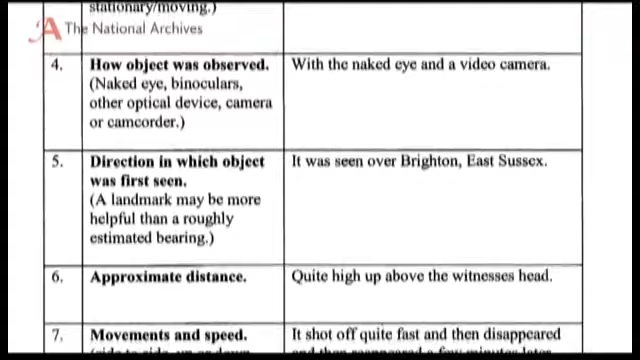 stationary/moving.)
The National Archives
4. How object was observed. With the naked eye and a video camera.
(Naked eye, binoculars,
other optical device, camera
or camcorder.)
5. Direction in which object It was seen over Brighton, East Sussex.
was first seen.
(A landmark may be more
helpful than a roughly
estimated bearing.)
6. Approximate distance. Quite high up above the witnesses head.
7. Movements and speed. It shot off quite fast and then disappeared